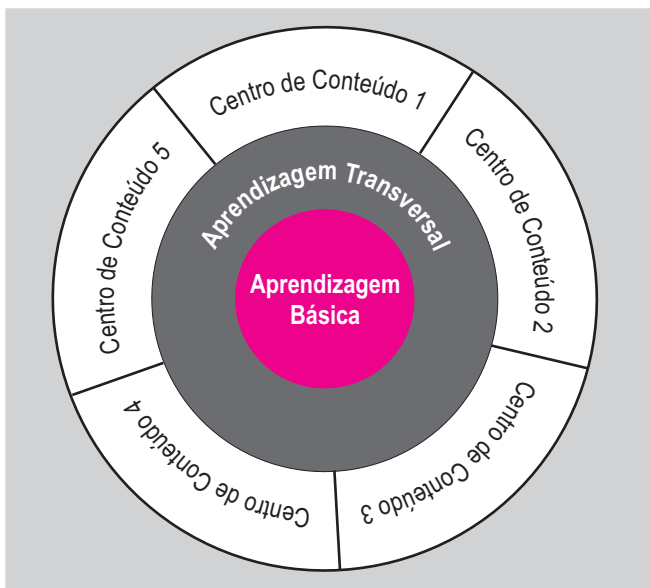 Centro de Conteúdo 1
Centro de Conteúdo 2
Centro de Conteúdo 3
Centro de Conteúdo 4
Centro de Conteúdo 5
Aprendizagem Transversal
Aprendizagem
Básica